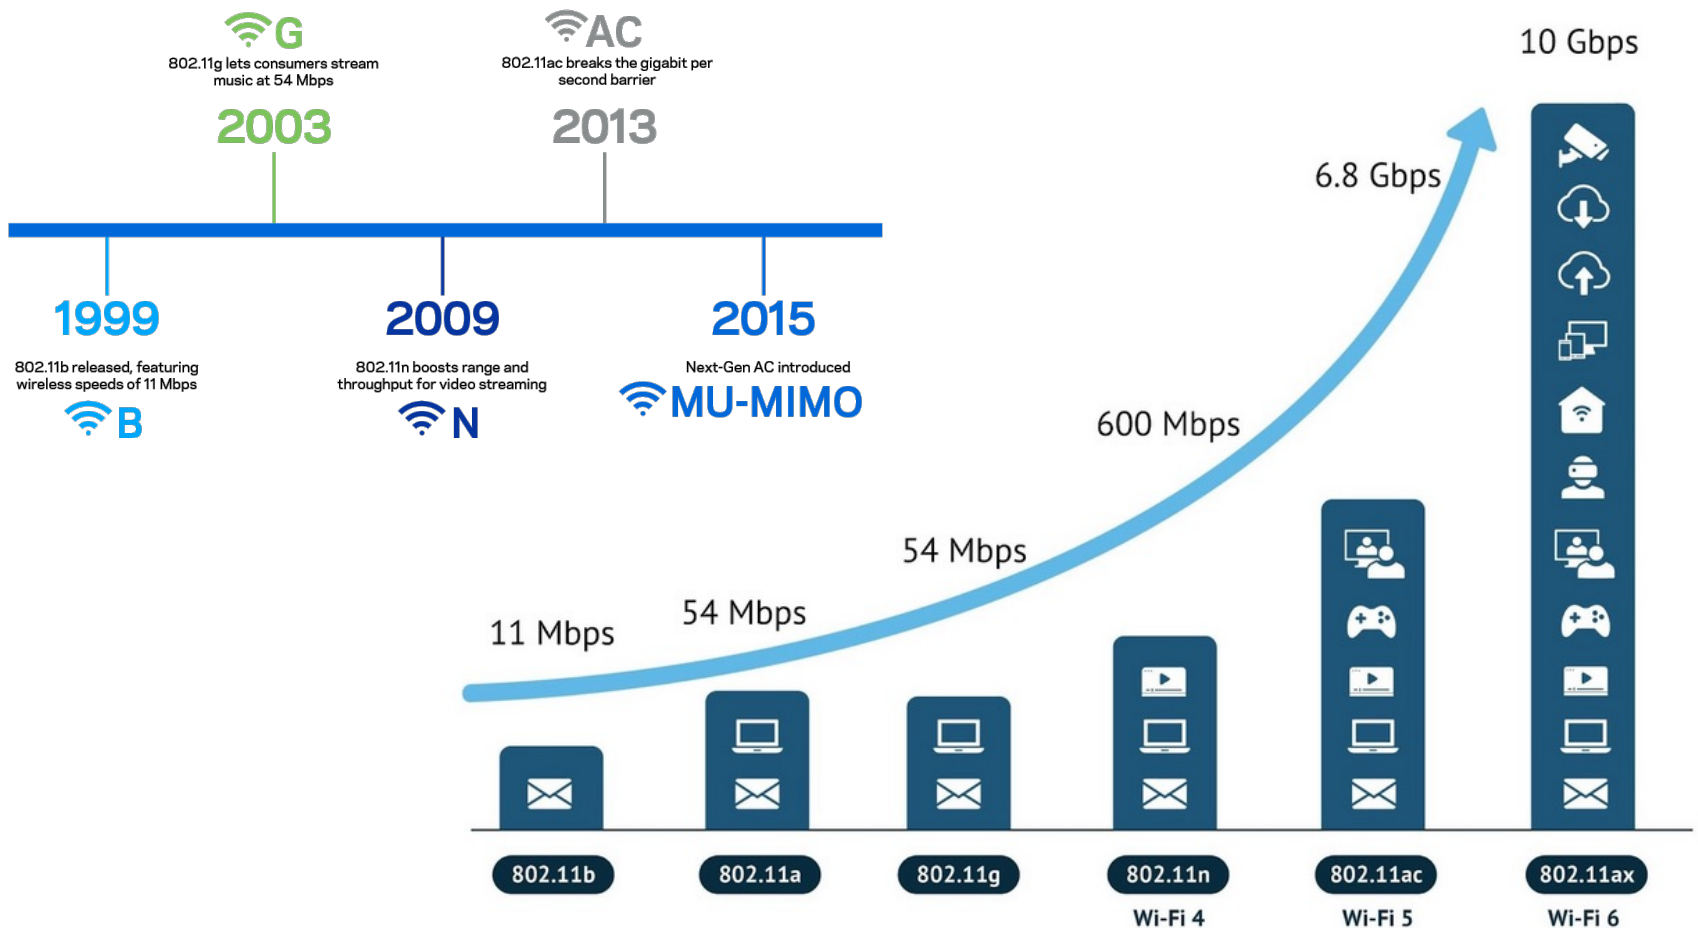 G
802.11g lets consumers stream
music at 54 Mbps
2003
AC
802.11ac breaks the gigabit per
second barrier
2013
1999
802.11b released, featuring
wireless speeds of 11 Mbps
B
2009
802.11n boosts range and
throughput for video streaming
N
2015
Next-Gen AC introduced
MU-MIMO
11 Mbps
54 Mbps
54 Mbps
600 Mbps
6.8 Gbps
10 Gbps
802.11b
802.11a
802.11g
802.11n
Wi-Fi 4
802.11ac
Wi-Fi 5
802.11ax
Wi-Fi 6